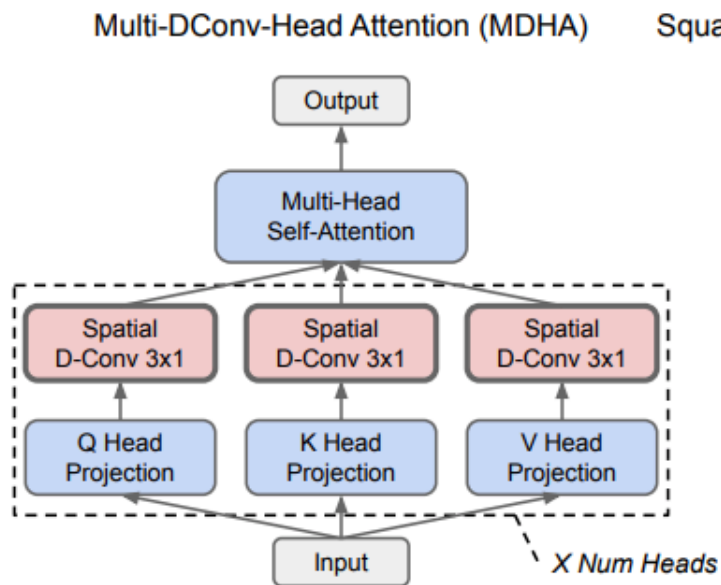 Multi-DConv-Head Attention (MDHA) Squa
Output
Multi-Head
Self-Attention
Spatial
D-Conv 3x1
Spatial
D-Conv 3x1
Spatial
D-Conv 3x1
Q Head
Projection
K Head
Projection
V Head
Projection
Input
X Num Heads